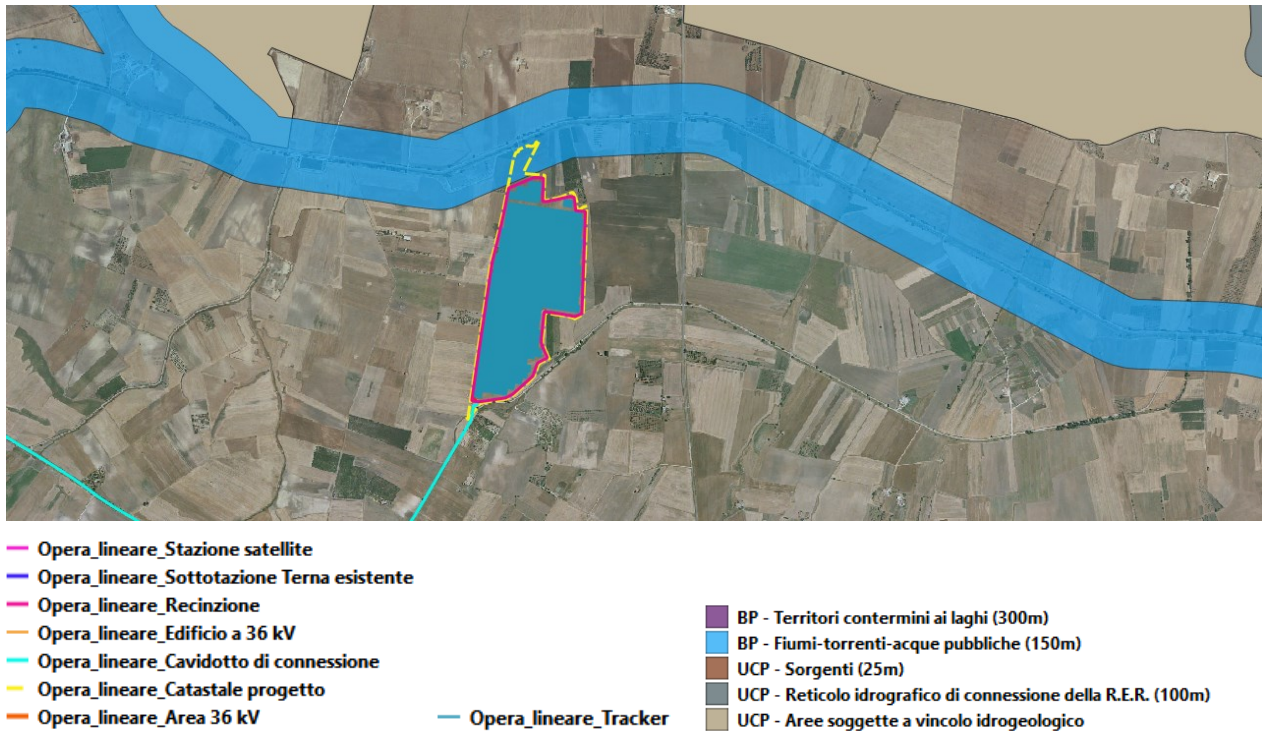 Opera_lineare_Stazione satellite
Opera_lineare_Sottotazione Terna esistente
Opera_lineare_Recinzione
Opera_lineare_Edificio a 36 kV
Opera_lineare_Cavidotto di connessione
Opera_lineare_Catastale progetto
Opera_lineare_Area 36 kV
Opera_lineare_Tracker
BP - Territori contermini ai laghi (300m)
BP - Fiumi-torrenti-acque pubbliche (150m)
UCP - Sorgenti (25m)
UCP - Reticolo idrografico di connessione della R.E.R. (100m)
UCP - Aree soggette a vincolo idrogeologico